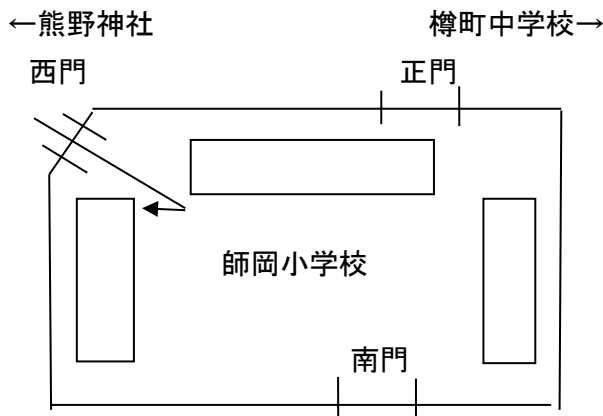 ←熊野神社
樽町中学校→
西門
正門
師岡小学校
南門